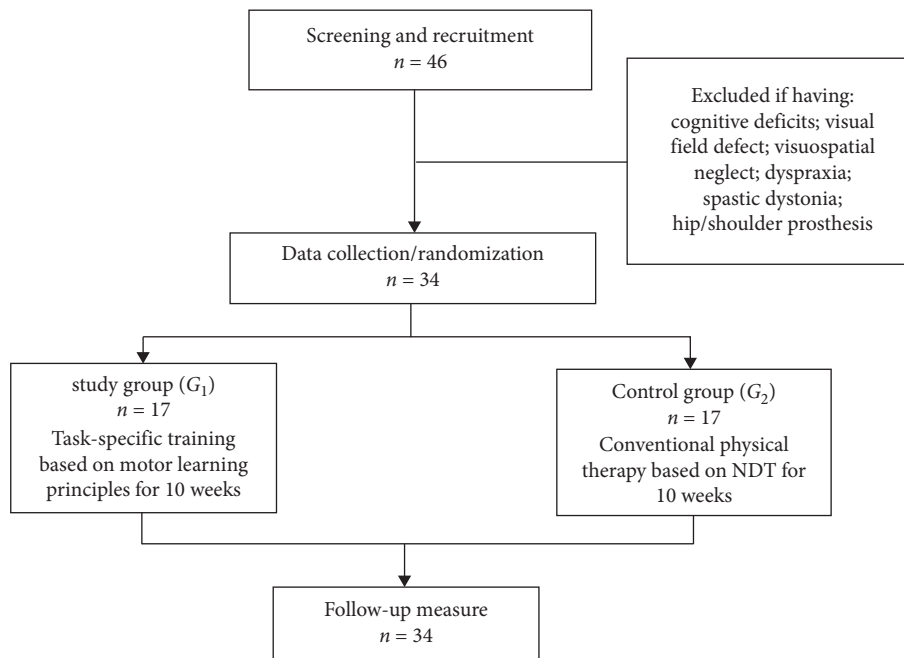 Screening and recruitment
n = 46
Excluded if having:
cognitive deficits; visual
field defect; visuospatial
neglect; dyspraxia;
spastic dystonia;
hip/shoulder prosthesis
Data collection/randomization
n = 34
study group (G1)
n = 17
Task-specific training
based on motor learning
principles for 10 weeks
Control group (G2)
n = 17
Conventional physical
therapy based on NDT for
10 weeks
Follow-up measure
n = 34